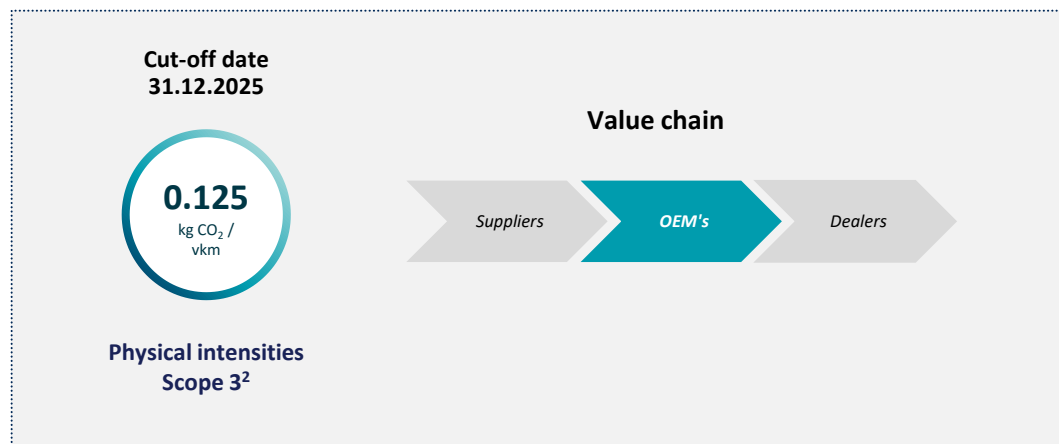 Cut-off date
31.12.2025
0.125
kg CO₂ /
vkm
Physical intensities
Scope 3²
Value chain
Suppliers
OEM's
Dealers